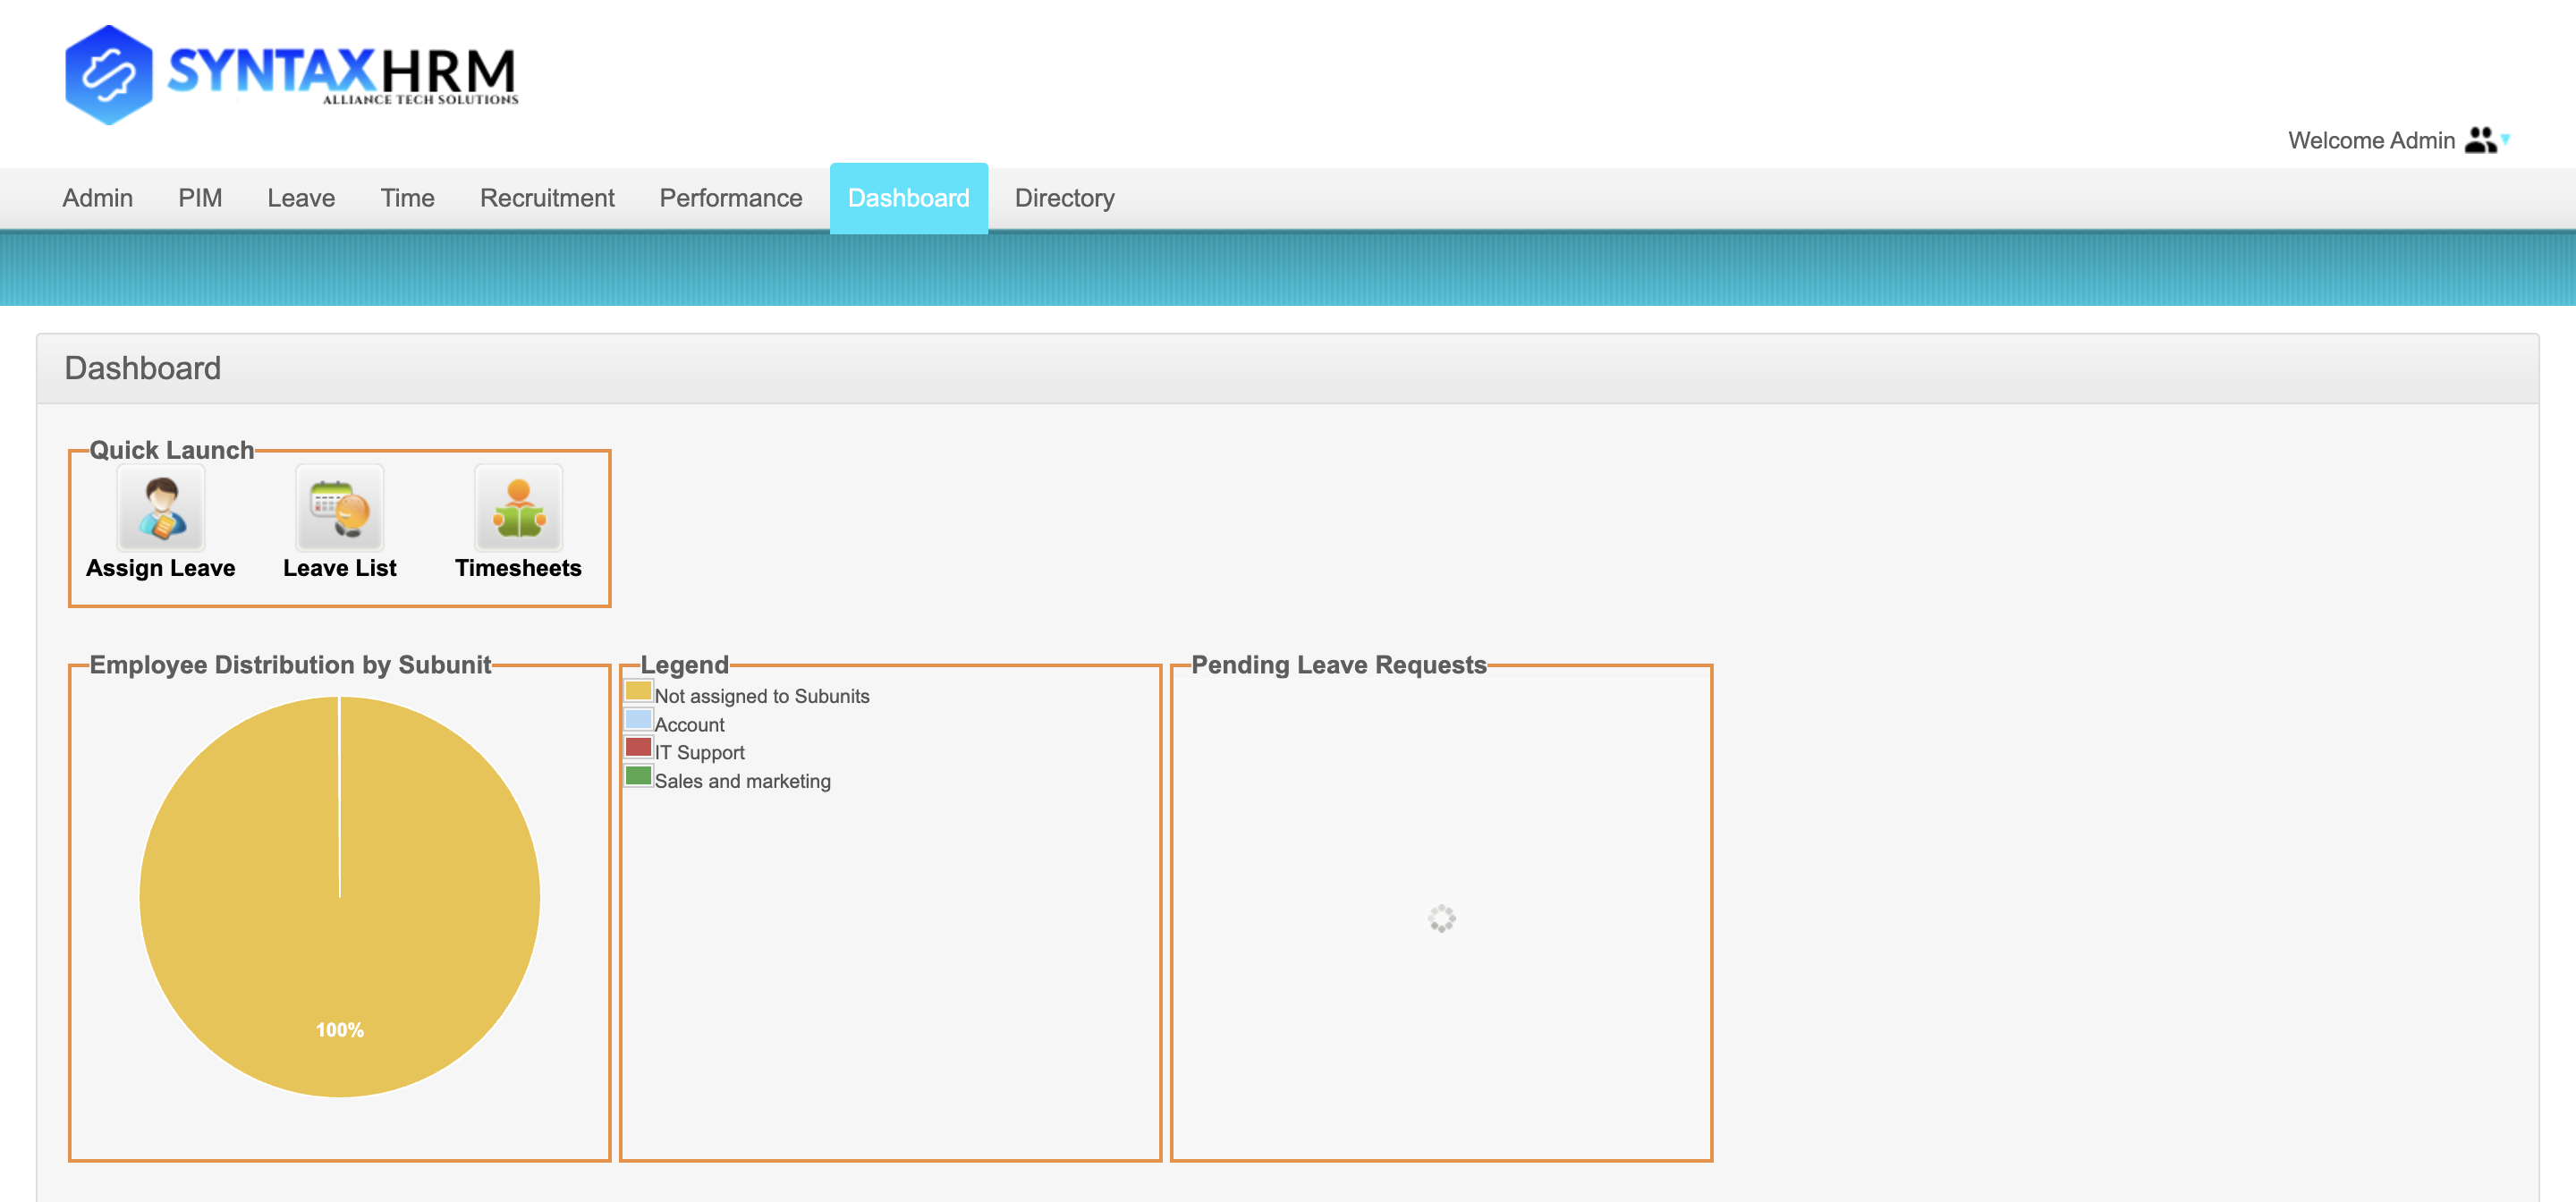 SYNTAXHRM
ALLIANCE TECH SOLUTIONS
Welcome Admin
Admin PIM Leave Time Recruitment Performance Dashboard Directory
Dashboard
Quick Launch
Assign Leave Leave List Timesheets
Employee Distribution by Subunit
100%
Legend
Not assigned to Subunits
Account
IT Support
Sales and marketing
Pending Leave Requests